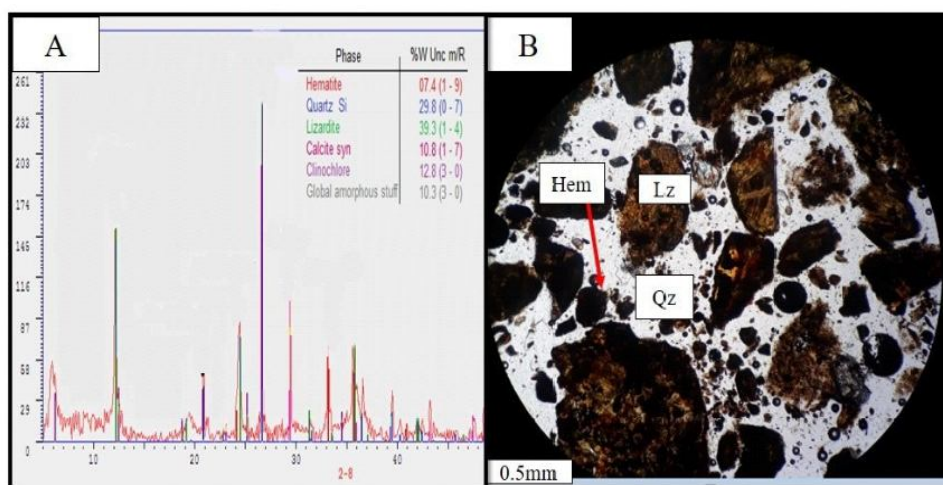 A
B
Phase %W Unc m/R
Hematite 07.4 (1 - 9)
Quartz Si 29.8 (0 - 7)
Lizardite 39.3 (1 - 4)
Calcite syn 10.8 (1 - 7)
Clinochlore 12.8 (3 - 0)
Global amorphous stuff 10.3 (3 - 0)
261
232
203
174
145
116
87
58
29
0
10
20
30
40
2-θ
Hem
Lz
Qz
0.5mm